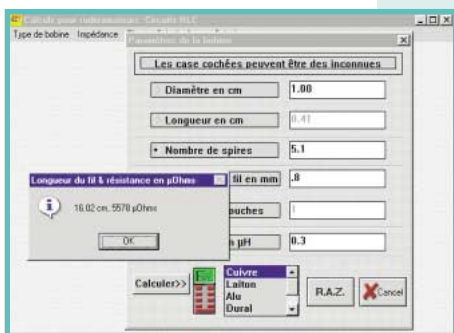 Calculs pour radioamateurs: Circuits RLC
Type de bobine Impédance
Paramètres de la bobine
Les case cochées peuvent être des inconnues
Diamètre en cm 1.00
Longueur en cm 0.41
Nombre de spires 5.1
fil en mm .8
ouches 1
n µH 0.3
Longueur du fil & résistance en µOhms
16.02 cm, 5578 µOhms
OK
Calculer>>
Cuivre
Laiton
Alu
Dural
R.A.Z.
Cancel